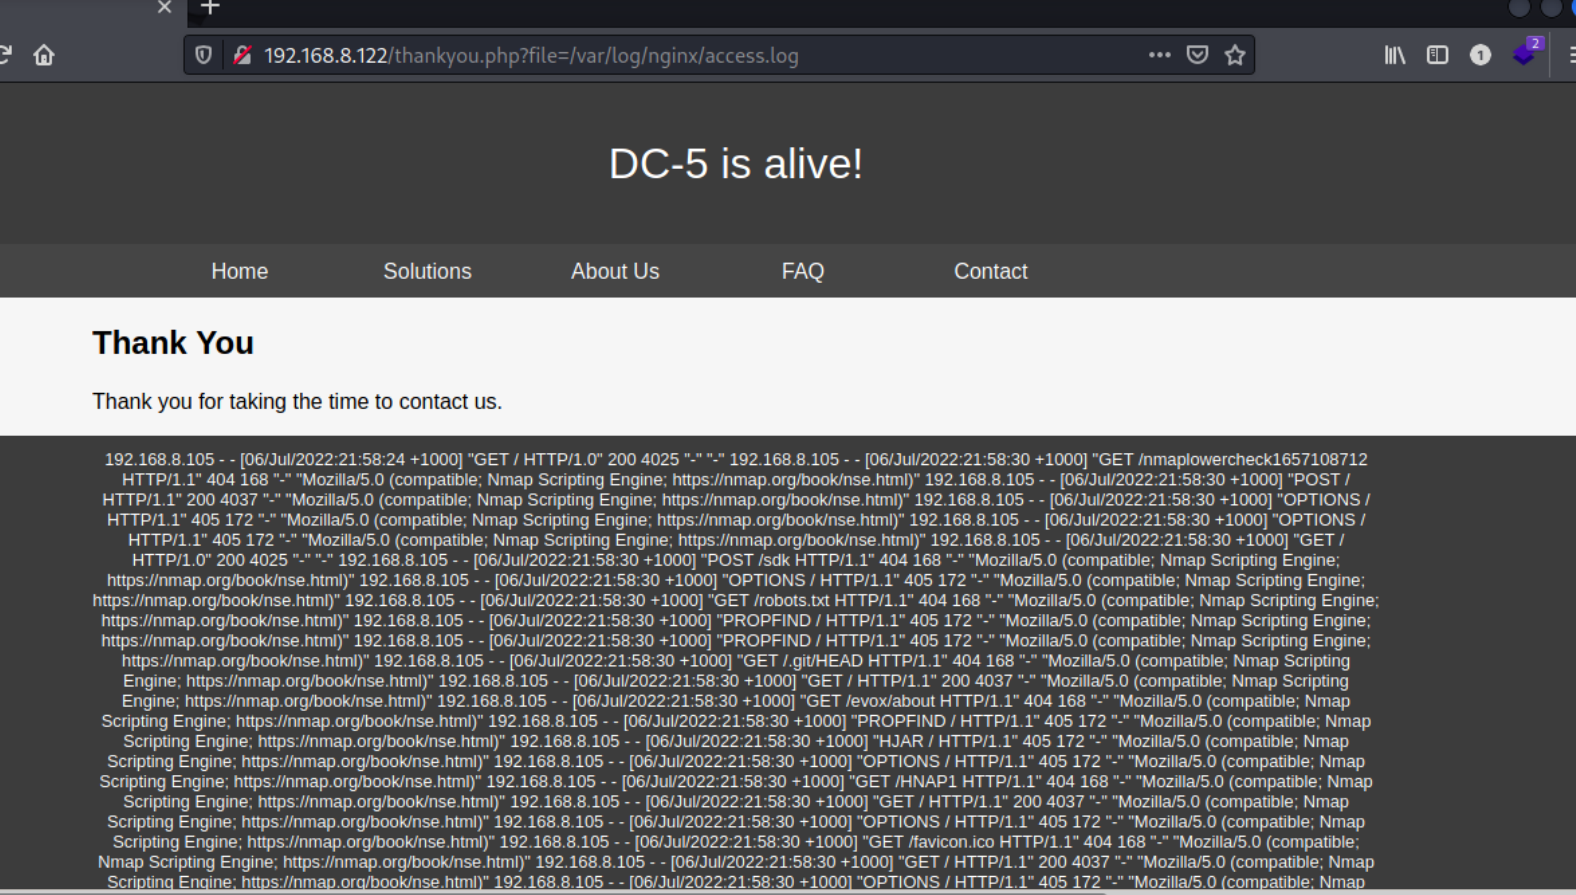 192.168.8.122/thankyou.php?file=/var/log/nginx/access.log
2
1
DC-5 is alive!
Home Solutions About Us FAQ Contact
Thank You
Thank you for taking the time to contact us.
192.168.8.105 - - [06/Jul/2022:21:58:24 +1000] "GET / HTTP/1.0" 200 4025 "-" "-" 192.168.8.105 - - [06/Jul/2022:21:58:30 +1000] "GET /nmaplowercheck1657108712
HTTP/1.1" 404 168 "-" "Mozilla/5.0 (compatible; Nmap Scripting Engine; https://nmap.org/book/nse.html)" 192.168.8.105 - - [06/Jul/2022:21:58:30 +1000] "POST /
HTTP/1.1" 200 4037 "-" "Mozilla/5.0 (compatible; Nmap Scripting Engine; https://nmap.org/book/nse.html)" 192.168.8.105 - - [06/Jul/2022:21:58:30 +1000] "OPTIONS /
HTTP/1.1" 405 172 "-" "Mozilla/5.0 (compatible; Nmap Scripting Engine; https://nmap.org/book/nse.html)" 192.168.8.105 - - [06/Jul/2022:21:58:30 +1000] "OPTIONS /
HTTP/1.1" 405 172 "-" "Mozilla/5.0 (compatible; Nmap Scripting Engine; https://nmap.org/book/nse.html)" 192.168.8.105 - - [06/Jul/2022:21:58:30 +1000] "GET /
HTTP/1.0" 200 4025 "-" "-" 192.168.8.105 - - [06/Jul/2022:21:58:30 +1000] "POST /sdk HTTP/1.1" 404 168 "-" "Mozilla/5.0 (compatible; Nmap Scripting Engine;
https://nmap.org/book/nse.html)" 192.168.8.105 - - [06/Jul/2022:21:58:30 +1000] "OPTIONS / HTTP/1.1" 405 172 "-" "Mozilla/5.0 (compatible; Nmap Scripting Engine;
https://nmap.org/book/nse.html)" 192.168.8.105 - - [06/Jul/2022:21:58:30 +1000] "GET /robots.txt HTTP/1.1" 404 168 "-" "Mozilla/5.0 (compatible; Nmap Scripting Engine;
https://nmap.org/book/nse.html)" 192.168.8.105 - - [06/Jul/2022:21:58:30 +1000] "PROPFIND / HTTP/1.1" 405 172 "-" "Mozilla/5.0 (compatible; Nmap Scripting Engine;
https://nmap.org/book/nse.html)" 192.168.8.105 - - [06/Jul/2022:21:58:30 +1000] "PROPFIND / HTTP/1.1" 405 172 "-" "Mozilla/5.0 (compatible; Nmap Scripting Engine;
https://nmap.org/book/nse.html)" 192.168.8.105 - - [06/Jul/2022:21:58:30 +1000] "GET /.git/HEAD HTTP/1.1" 404 168 "-" "Mozilla/5.0 (compatible; Nmap Scripting
Engine; https://nmap.org/book/nse.html)" 192.168.8.105 - - [06/Jul/2022:21:58:30 +1000] "GET / HTTP/1.1" 200 4037 "-" "Mozilla/5.0 (compatible; Nmap Scripting
Engine; https://nmap.org/book/nse.html)" 192.168.8.105 - - [06/Jul/2022:21:58:30 +1000] "GET /evox/about HTTP/1.1" 404 168 "-" "Mozilla/5.0 (compatible; Nmap
Scripting Engine; https://nmap.org/book/nse.html)" 192.168.8.105 - - [06/Jul/2022:21:58:30 +1000] "PROPFIND / HTTP/1.1" 405 172 "-" "Mozilla/5.0 (compatible; Nmap
Scripting Engine; https://nmap.org/book/nse.html)" 192.168.8.105 - - [06/Jul/2022:21:58:30 +1000] "HJAR / HTTP/1.1" 405 172 "-" "Mozilla/5.0 (compatible; Nmap
Scripting Engine; https://nmap.org/book/nse.html)" 192.168.8.105 - - [06/Jul/2022:21:58:30 +1000] "OPTIONS / HTTP/1.1" 405 172 "-" "Mozilla/5.0 (compatible; Nmap
Scripting Engine; https://nmap.org/book/nse.html)" 192.168.8.105 - - [06/Jul/2022:21:58:30 +1000] "GET /HNAP1 HTTP/1.1" 404 168 "-" "Mozilla/5.0 (compatible; Nmap
Scripting Engine; https://nmap.org/book/nse.html)" 192.168.8.105 - - [06/Jul/2022:21:58:30 +1000] "GET / HTTP/1.1" 200 4037 "-" "Mozilla/5.0 (compatible; Nmap
Scripting Engine; https://nmap.org/book/nse.html)" 192.168.8.105 - - [06/Jul/2022:21:58:30 +1000] "OPTIONS / HTTP/1.1" 405 172 "-" "Mozilla/5.0 (compatible; Nmap
Scripting Engine; https://nmap.org/book/nse.html)" 192.168.8.105 - - [06/Jul/2022:21:58:30 +1000] "GET /favicon.ico HTTP/1.1" 404 168 "-" "Mozilla/5.0 (compatible;
Nmap Scripting Engine; https://nmap.org/book/nse.html)" 192.168.8.105 - - [06/Jul/2022:21:58:30 +1000] "GET / HTTP/1.1" 200 4037 "-" "Mozilla/5.0 (compatible; Nmap
Scripting Engine; https://nmap.org/book/nse.html)" 192.168.8.105 - - [06/Jul/2022:21:58:30 +1000] "OPTIONS / HTTP/1.1" 405 172 "-" "Mozilla/5.0 (compatible; Nmap